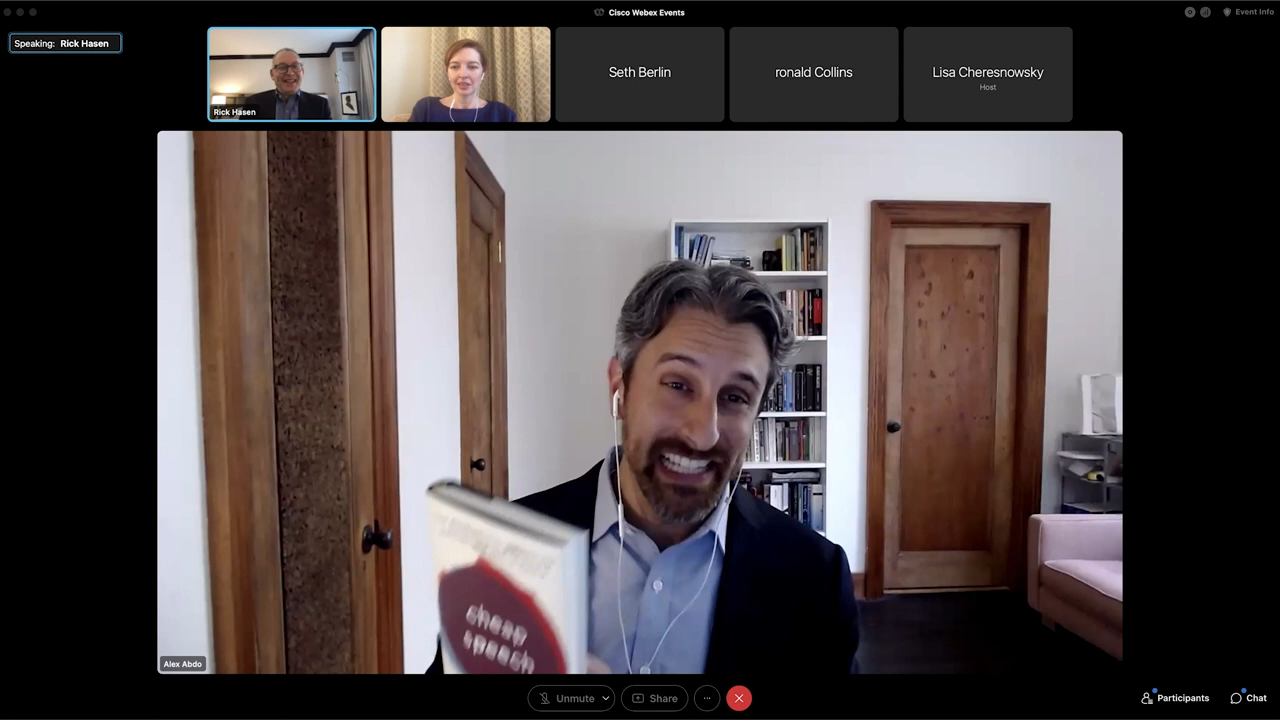 Cisco Webex Events
Event Info
Speaking: Rick Hasen
Rick Hasen
Seth Berlin
ronald Collins
Lisa Cheresnowsky
Host
cheap
speech
Alex Abdo
Unmute
Share
Participants
Chat